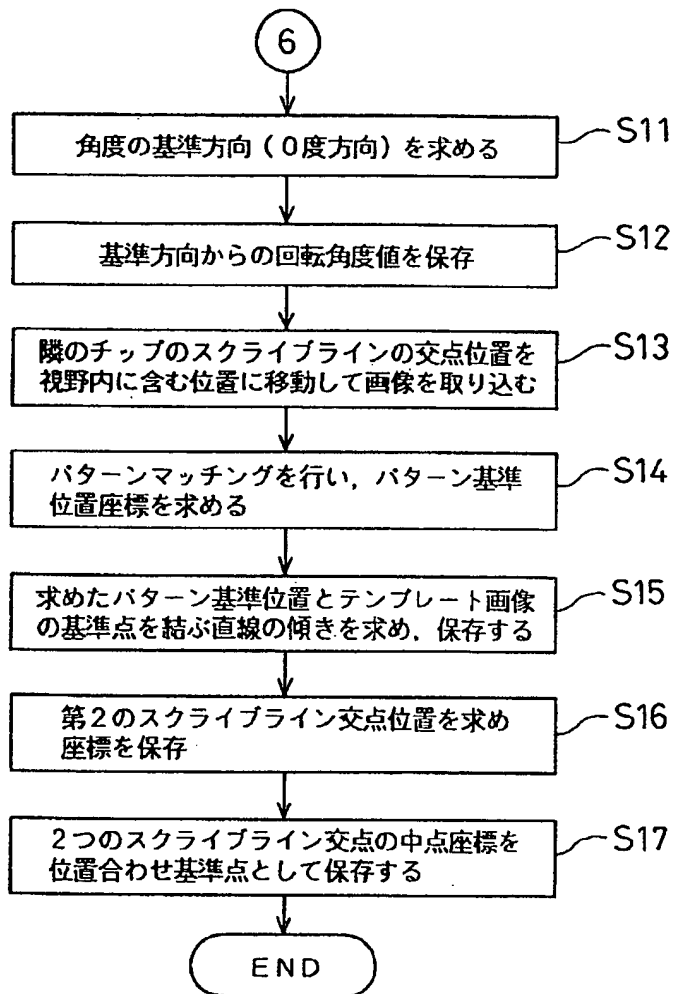 6
角度の基準方向(0度方向)を求める
S11
基準方向からの回転角度値を保存
S12
隣のチップのスクライブラインの交点位置を
視野内に含む位置に移動して画像を取り込む
S13
パターンマッチングを行い,パターン基準
位置座標を求める
S14
求めたパターン基準位置とテンプレート画像
の基準点を結ぶ直線の傾きを求め,保存する
S15
第2のスクライブライン交点位置を求め
座標を保存
S16
2つのスクライブライン交点の中点座標を
位置合わせ基準点として保存する
S17
END